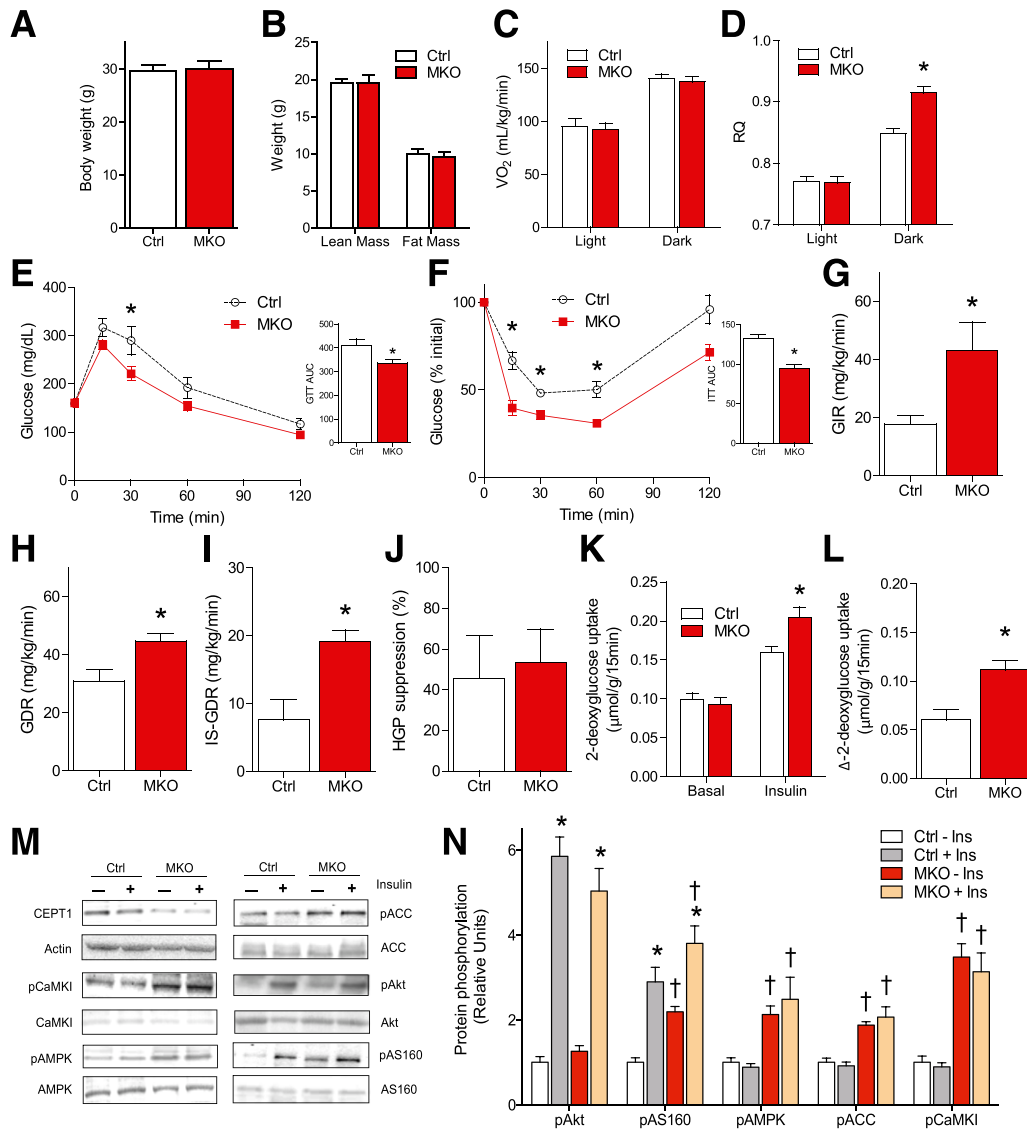 A
Body weight (g)
30
20
10
0
Ctrl MKO
B
Weight (g)
25
20
15
10
5
0
Ctrl
MKO
Lean Mass Fat Mass
C
VO2 (mL/kg/min)
150
100
50
0
Ctrl
MKO
Light Dark
D
RQ
1.0
0.9
0.8
0.7
Ctrl
MKO
*
Light Dark
E
Glucose (mg/dL)
400
300
200
100
0
*
Ctrl
MKO
0 30 60 90 120
Time (min)
GTT AUC
500
400
300
200
100
0
*
Ctrl MKO
F
Glucose (% initial)
100
50
0
*
*
*
Ctrl
MKO
0 30 60 90 120
Time (min)
ITT AUC
150
100
50
0
*
Ctrl MKO
G
GIR (mg/kg/min)
60
40
20
0
*
Ctrl MKO
H
GDR (mg/kg/min)
60
40
20
0
*
Ctrl MKO
I
IS-GDR (mg/kg/min)
30
20
10
0
*
Ctrl MKO
J
HGP suppression (%)
100
80
60
40
20
0
Ctrl MKO
K
2-deoxyglucose uptake
(µmol/g/15min)
0.25
0.20
0.15
0.10
0.05
0.00
Ctrl
MKO
*
Basal Insulin
L
Δ-2-deoxyglucose uptake
(µmol/g/15min)
0.20
0.15
0.10
0.05
0.00
*
Ctrl MKO
M
Ctrl MKO Ctrl MKO
– + – + – + – + Insulin
CEPT1 pACC
Actin ACC
pCaMKI pAkt
CaMKI Akt
pAMPK pAS160
AMPK AS160
N
Protein phosphorylation
(Relative Units)
6
4
2
0
Ctrl - Ins
Ctrl + Ins
MKO - Ins
MKO + Ins
* * * † † * † † † † † †
pAkt pAS160 pAMPK pACC pCaMKI